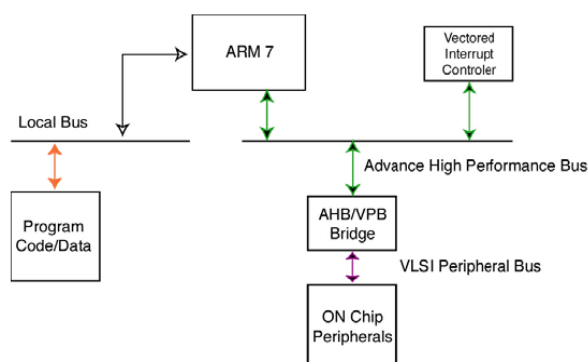 ARM 7
Vectored
Interrupt
Controler
Local Bus
Advance High Performance Bus
Program
Code/Data
AHB/VPB
Bridge
VLSI Peripheral Bus
ON Chip
Peripherals